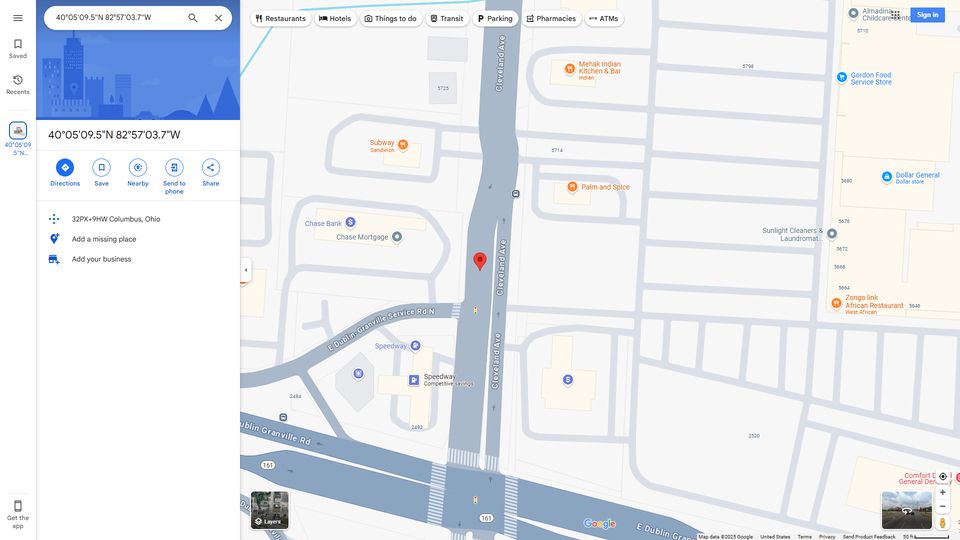 40°05'09.5"N 82°57'03.7"W
Restaurants
Hotels
Things to do
Transit
Parking
Pharmacies
ATMs
Sign in
Saved
Recents
40°05'09
.5"N...
Get the
app
40°05'09.5"N 82°57'03.7"W
Directions
Save
Nearby
Send to
phone
Share
32PX+9HW Columbus, Ohio
Add a missing place
Add your business
Cleveland Ave
5725
Mehak Indian
Kitchen & Bar
Indian
5798
5710
Gordon Food
Service Store
Subway
Sandwich
5714
Palm and Spice
5680
Dollar General
Dollar store
Chase Bank
Chase Mortgage
Cleveland Ave
5676
Sunlight Cleaners &
Laundromat...
5672
5668
5664
Zongo link
African Restaurant
West African
5646
E Dublin Granville Service Rd N
Speedway
Speedway
Competitive savings
Cleveland Ave
2484
2492
2520
ublin Granville Rd
161
161
E Dublin Gran
Comfort D
General De
Layers
Google
Map data ©2025 Google
United States
Terms
Privacy
Send Product Feedback
50 ft